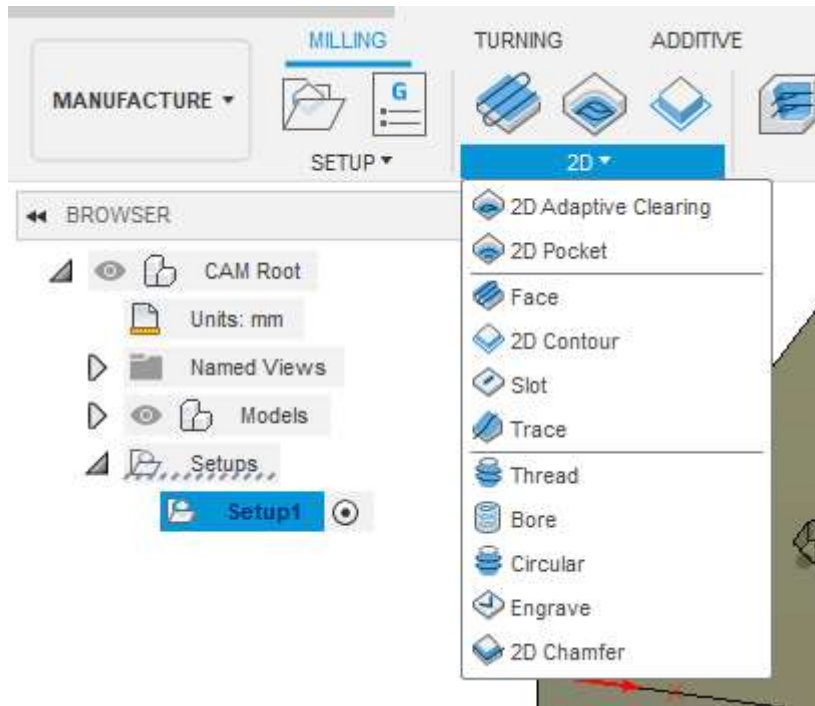 MILLING TURNING ADDITIVE
MANUFACTURE
G
SETUP 2D
BROWSER
CAM Root
Units: mm
Named Views
Models
Setups
Setup1
2D Adaptive Clearing
2D Pocket
Face
2D Contour
Slot
Trace
Thread
Bore
Circular
Engrave
2D Chamfer